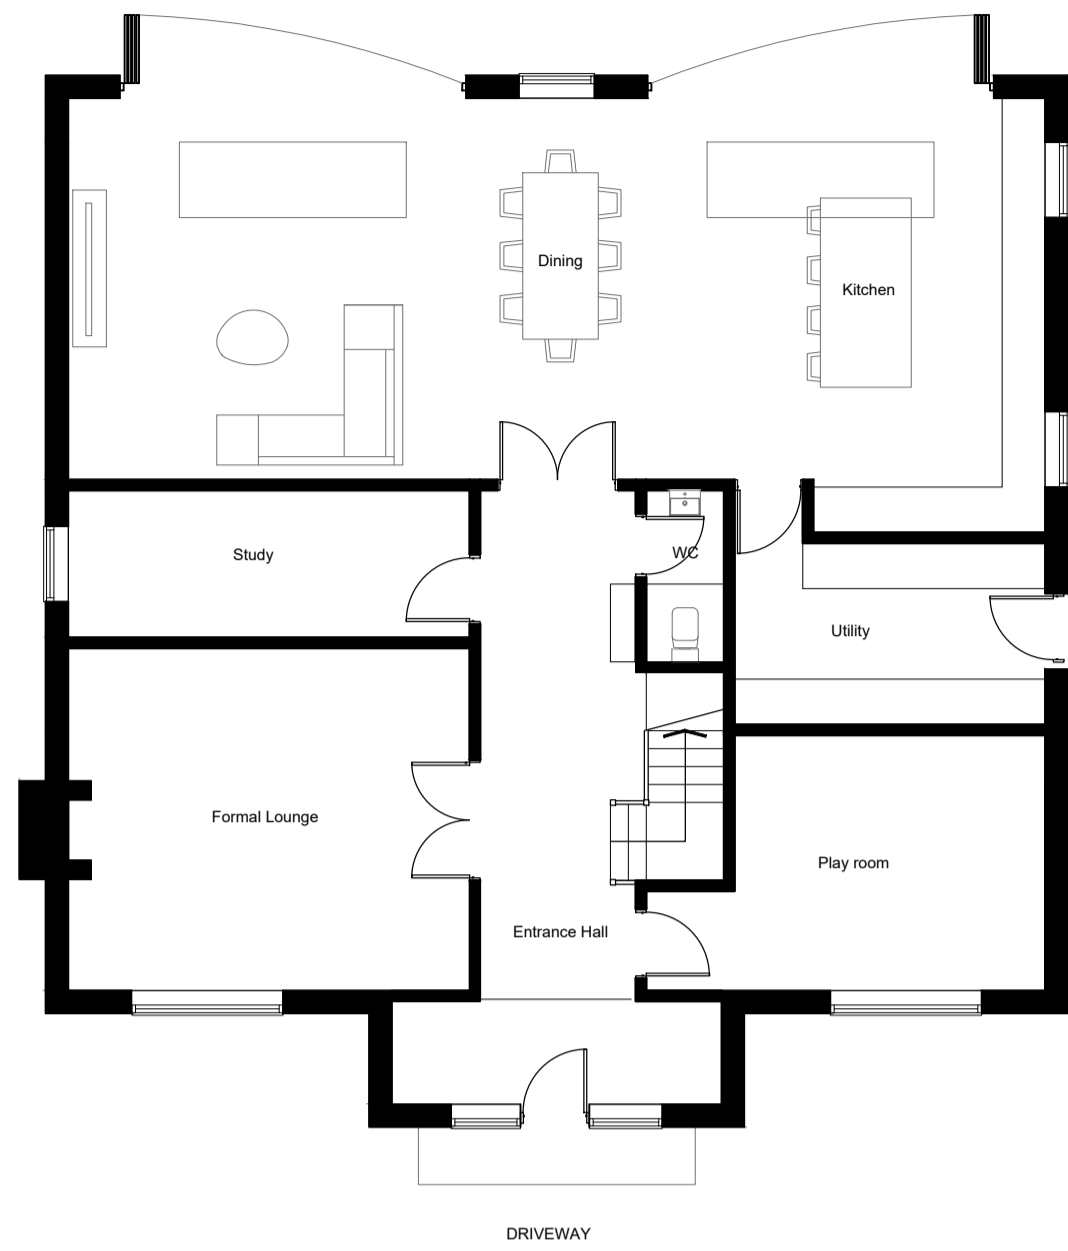 Dining
Kitchen
Study
WC
Utility
Formal Lounge
Play room
Entrance Hall
DRIVEWAY